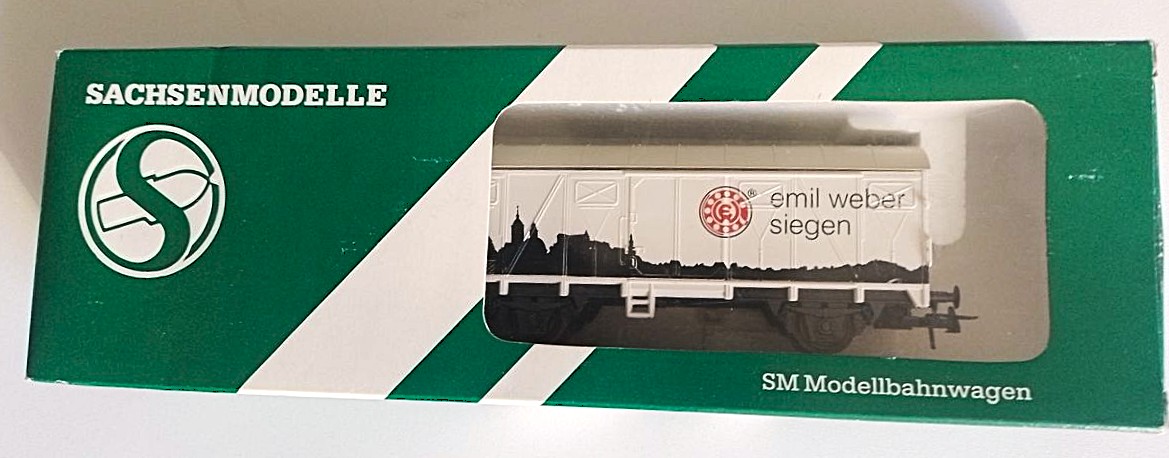 SACHSENMODELLE
S
® emil weber
siegen
SM Modellbahnwagen